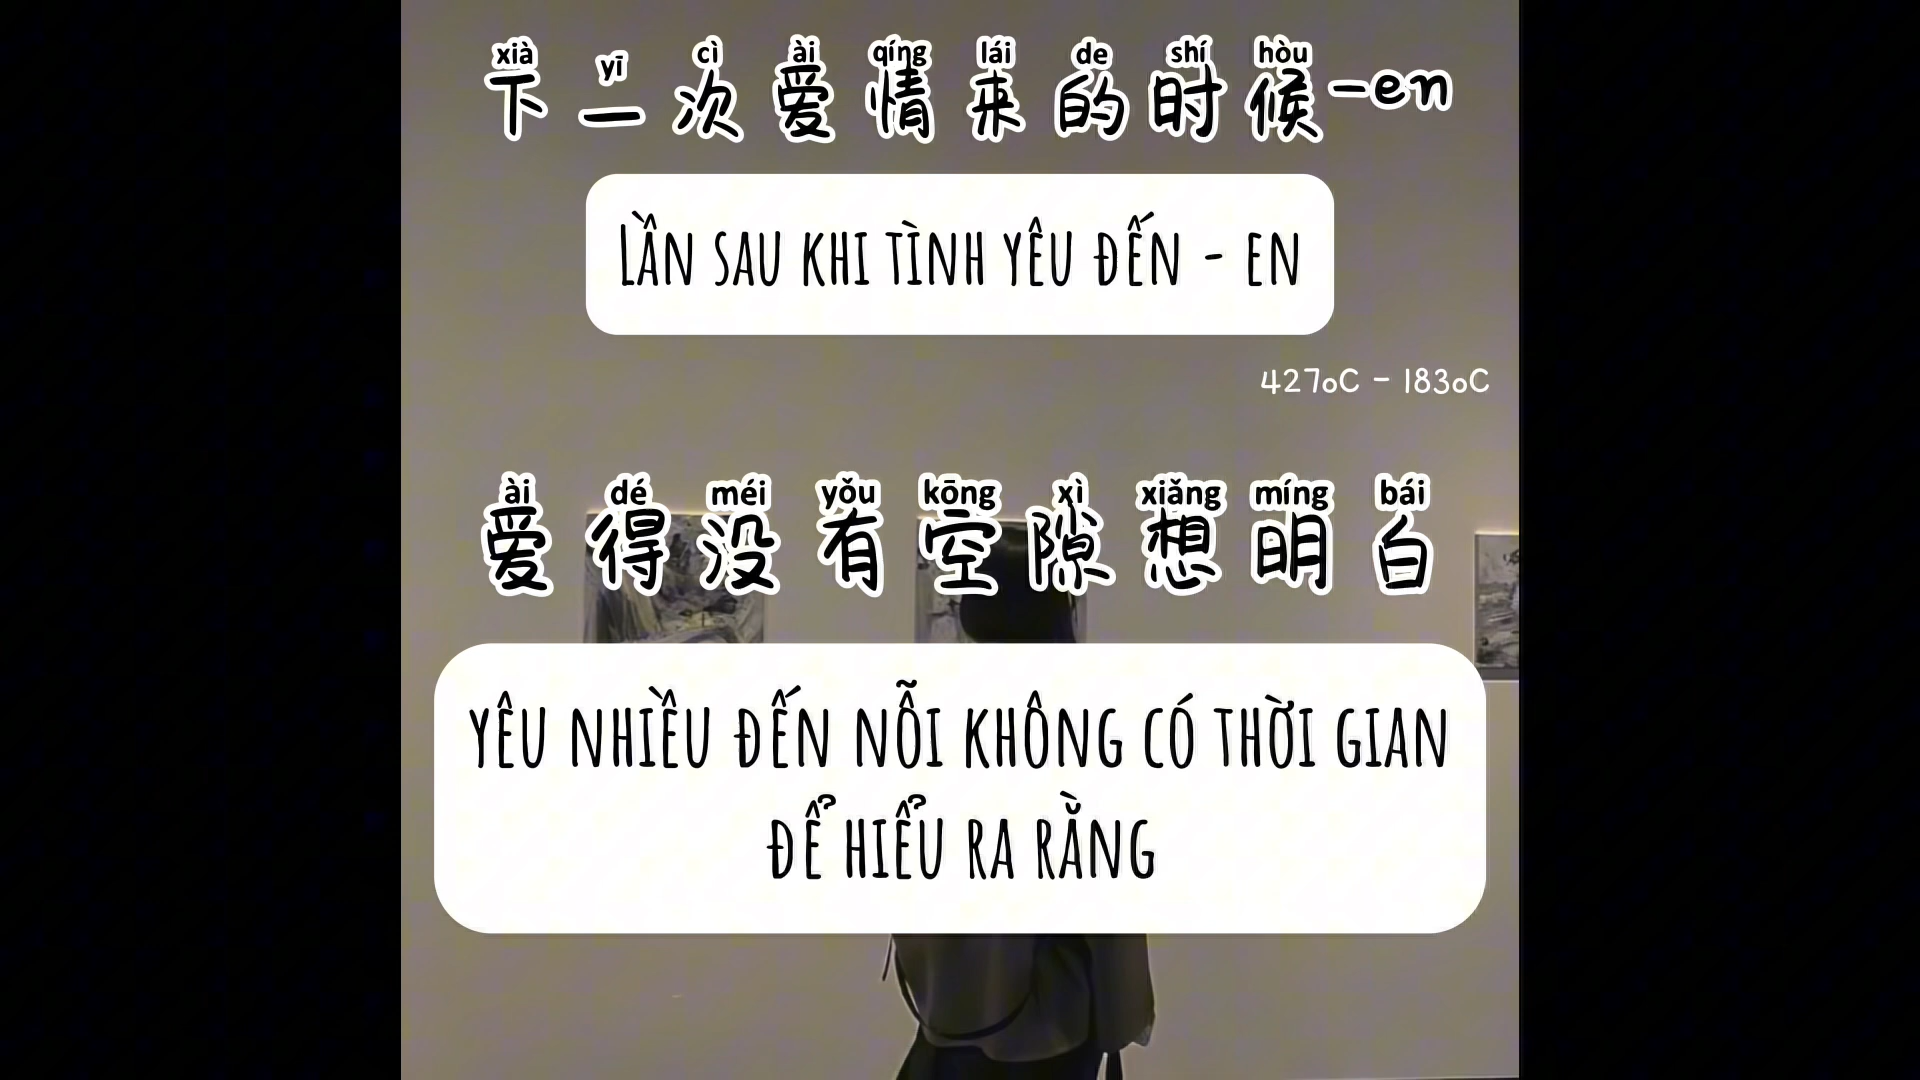 xià yī cì ài qíng lái de shí hòu
下一次爱情来的时候-en
Lần sau khi tình yêu đến - en
427oC - 183oC
ài dé méi yǒu kōng xì xiǎng míng bái
爱得没有空隙想明白
yêu nhiều đến nỗi không có thời gian
để hiểu ra rằng